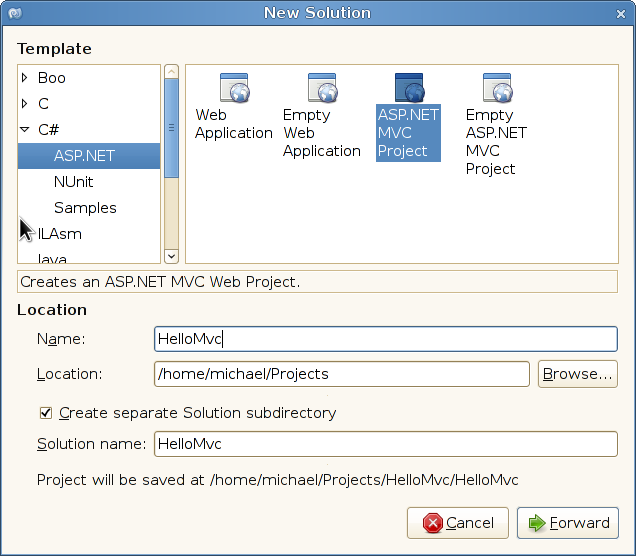 New Solution
Template
Boo
C
C#
ASP.NET
NUnit
Samples
ILAsm
Java
Web
Application
Empty
Web
Application
ASP.NET
MVC
Project
Empty
ASP.NET
MVC
Project
Creates an ASP.NET MVC Web Project.
Location
Name: HelloMvc
Location: /home/michael/Projects Browse...
Create separate Solution subdirectory
Solution name: HelloMvc
Project will be saved at /home/michael/Projects/HelloMvc/HelloMvc
Cancel Forward